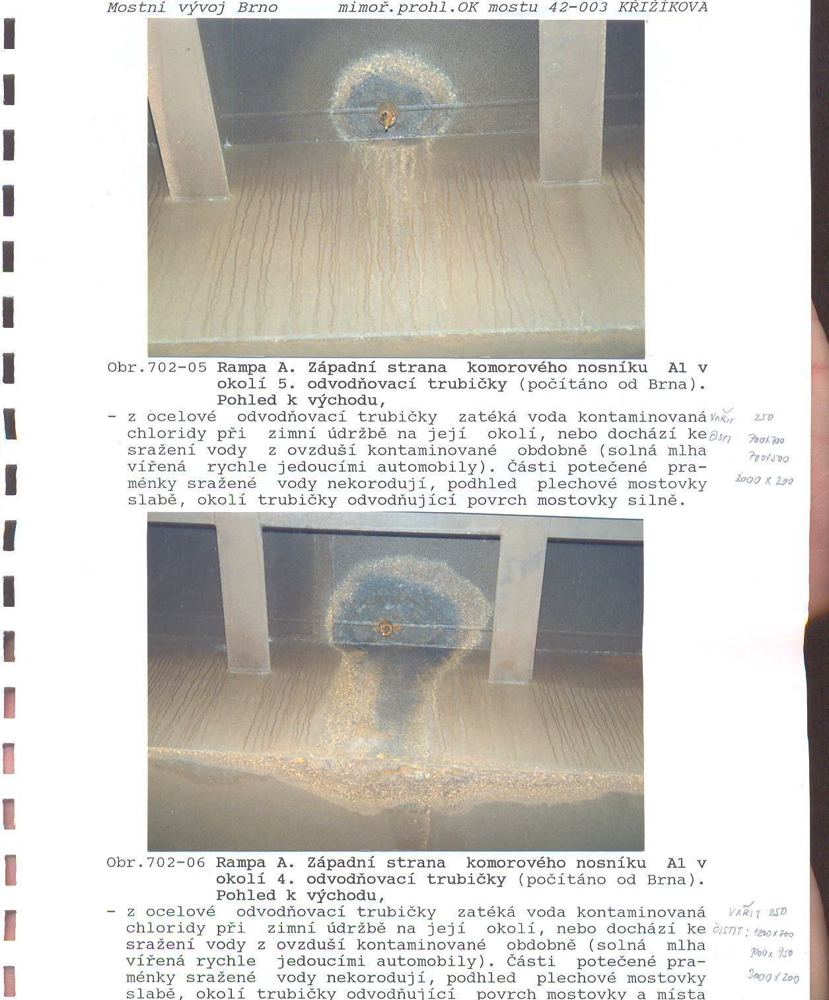 Mostní vývoj Brno mimoř.prohl.OK mostu 42-003 KŘIŽÍKOVA
Obr.702-05 Rampa A. Západní strana komorového nosníku A1 v
okolí 5. odvodňovací trubičky (počítáno od Brna).
Pohled k východu,
- z ocelové odvodňovací trubičky zatéká voda kontaminovaná VAŘIT 250
chloridy při zimní údržbě na její okolí, nebo dochází ke 700x700
sražení vody z ovzduší kontaminované obdobně (solná mlha 700x500
vířená rychle jedoucími automobily). Části potečené pra-
ménky sražené vody nekorodují, podhled plechové mostovky 3000 x 200
slabě, okolí trubičky odvodňující povrch mostovky silně.
Obr.702-06 Rampa A. Západní strana komorového nosníku A1 v
okolí 4. odvodňovací trubičky (počítáno od Brna).
Pohled k východu,
- z ocelové odvodňovací trubičky zatéká voda kontaminovaná VAŘIT 250
chloridy při zimní údržbě na její okolí, nebo dochází ke ČISTIT: 1200x700
sražení vody z ovzduší kontaminované obdobně (solná mlha x 950
vířená rychle jedoucími automobily). Části potečené pra-
ménky sražené vody nekorodují, podhled plechové mostovky 3000x200
slabě, okolí trubičky odvodňující povrch mostovky a místa